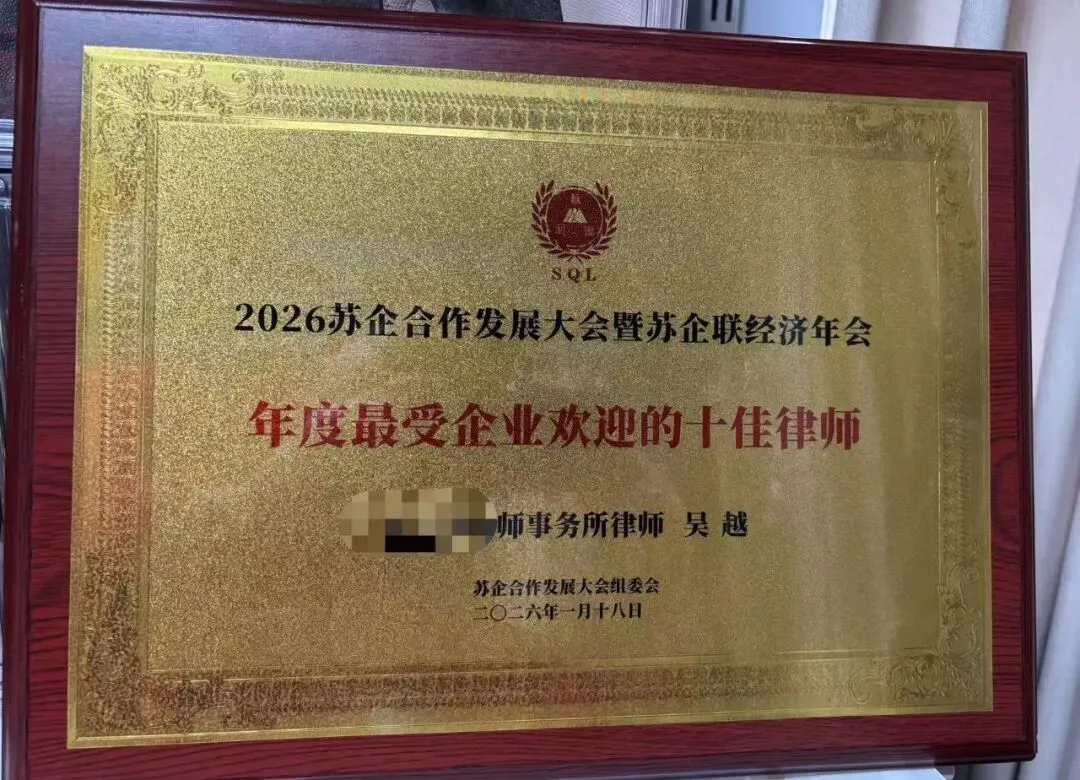 SQL
2026苏企合作发展大会暨苏企联经济年会
年度最受企业欢迎的十佳律师
师事务所律师 吴越
苏企合作发展大会组委会
二〇二六年一月十八日